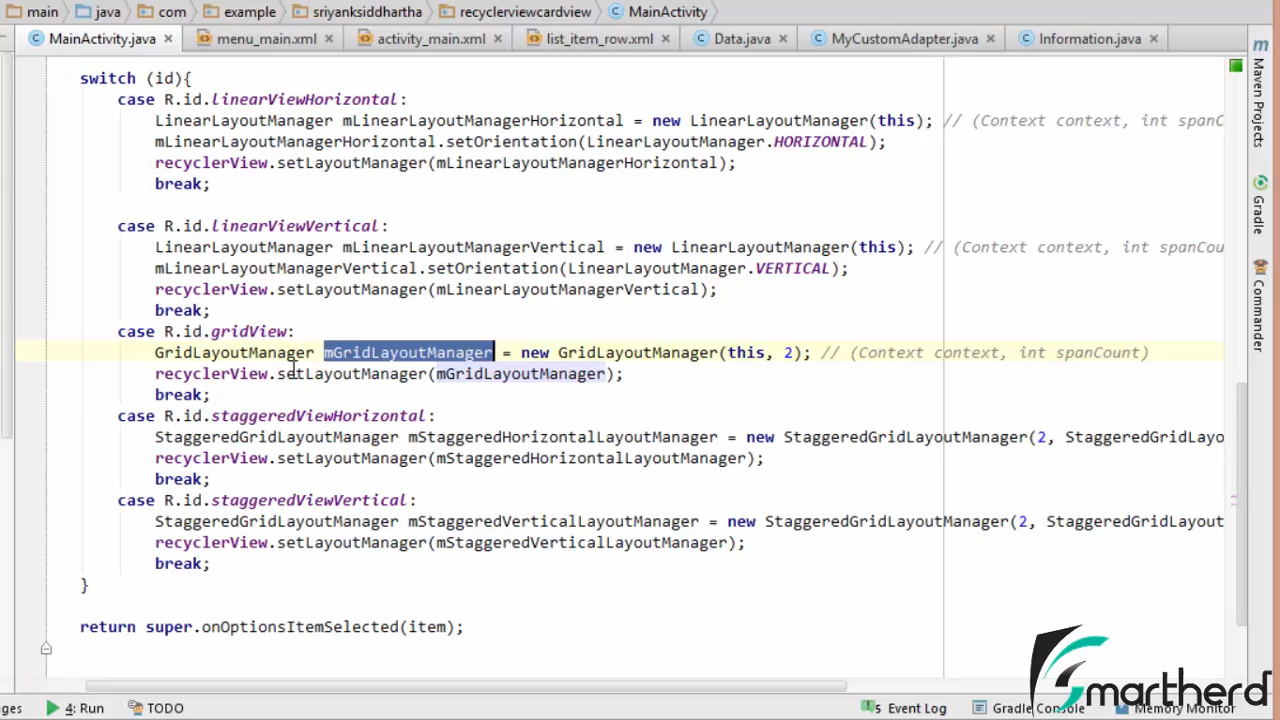 main java com example sriyanksiddhartha recyclerviewcardview MainActivity
MainActivity.java menu_main.xml activity_main.xml list_item_row.xml Data.java MyCustomAdapter.java Information.java
switch (id){
case R.id.linearViewHorizontal:
LinearLayoutManager mLinearLayoutManagerHorizontal = new LinearLayoutManager(this); // (Context context, int spanC
mLinearLayoutManagerHorizontal.setOrientation(LinearLayoutManager.HORIZONTAL);
recyclerView.setLayoutManager(mLinearLayoutManagerHorizontal);
break;
case R.id.linearViewVertical:
LinearLayoutManager mLinearLayoutManagerVertical = new LinearLayoutManager(this); // (Context context, int spanCou
mLinearLayoutManagerVertical.setOrientation(LinearLayoutManager.VERTICAL);
recyclerView.setLayoutManager(mLinearLayoutManagerVertical);
break;
case R.id.gridView:
GridLayoutManager mGridLayoutManager = new GridLayoutManager(this, 2); // (Context context, int spanCount)
recyclerView.setLayoutManager(mGridLayoutManager);
break;
case R.id.staggeredViewHorizontal:
StaggeredGridLayoutManager mStaggeredHorizontalLayoutManager = new StaggeredGridLayoutManager(2, StaggeredGridLayo
recyclerView.setLayoutManager(mStaggeredHorizontalLayoutManager);
break;
case R.id.staggeredViewVertical:
StaggeredGridLayoutManager mStaggeredVerticalLayoutManager = new StaggeredGridLayoutManager(2, StaggeredGridLayout
recyclerView.setLayoutManager(mStaggeredVerticalLayoutManager);
break;
}
return super.onOptionsItemSelected(item);
m Maven Projects
Gradle
Commander
Smartherd
ges 4: Run TODO 5 Event Log Gradle Console Memory Monitor